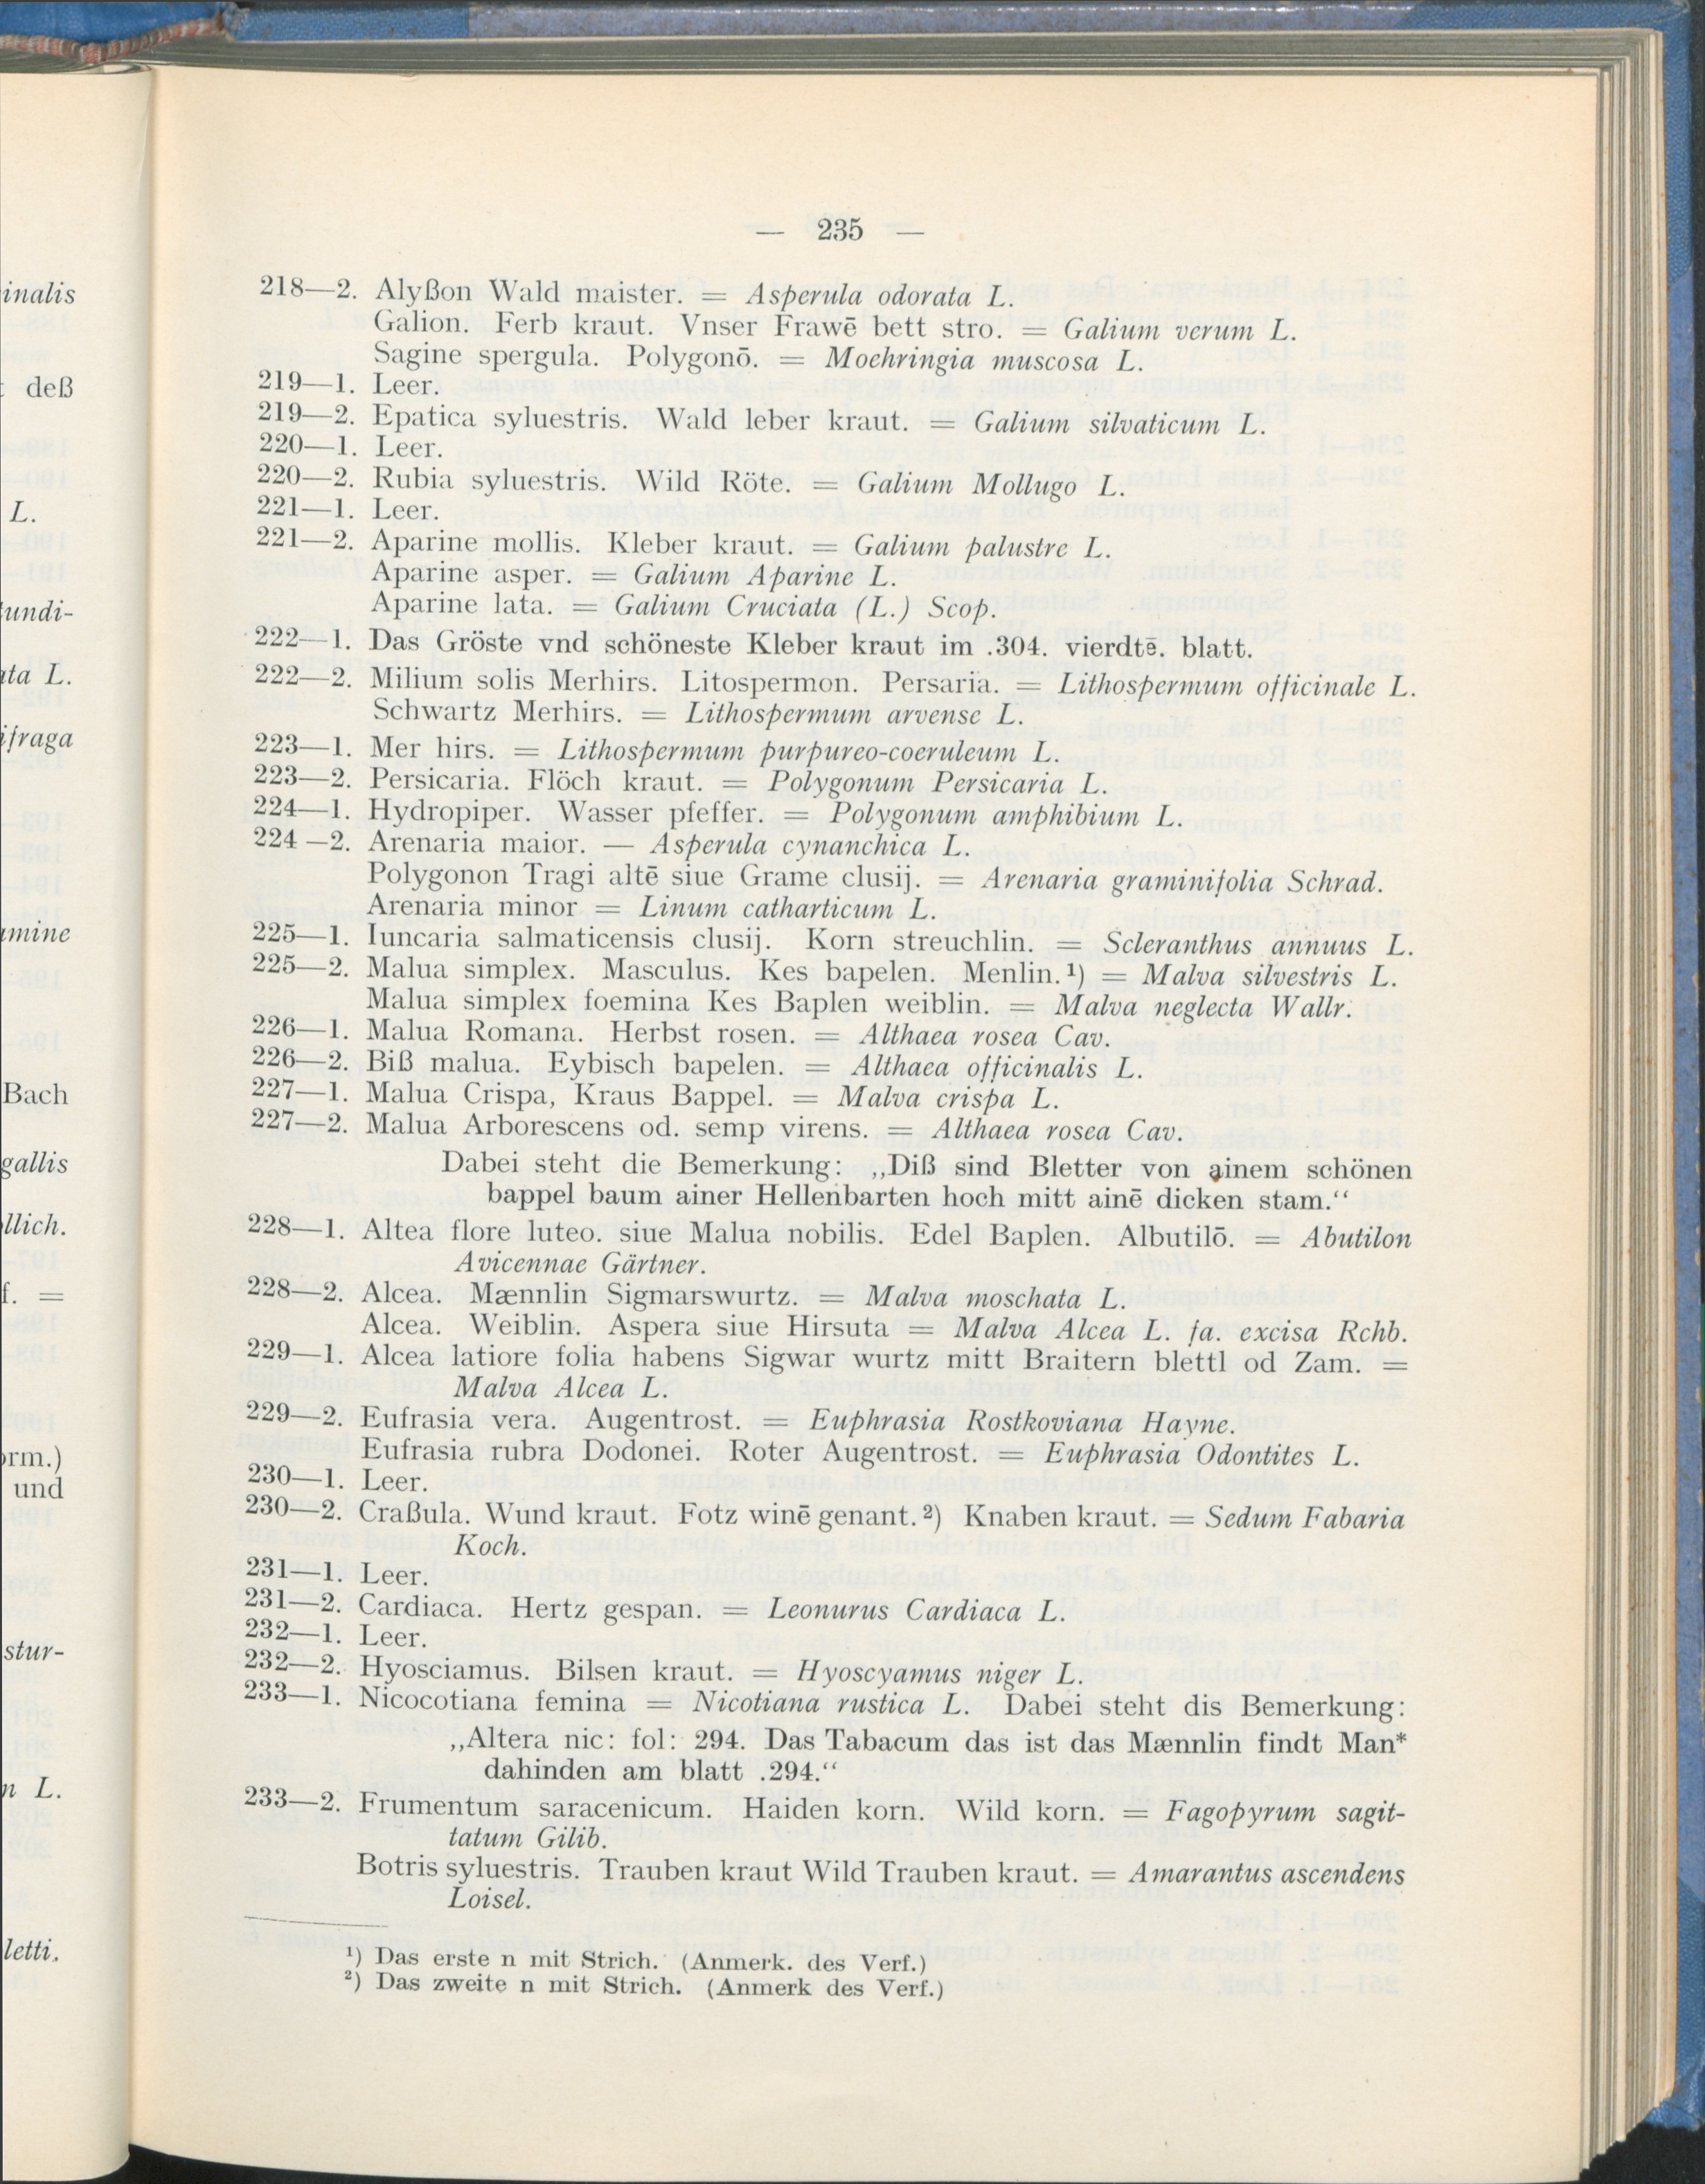 — 235 —
inalis
deß
L.
undi-
ata L.
ifraga
mine
Bach
gallis
llich.
f. =
orm.)
und
stur-
n L.
letti.
218—2. Alyßon Wald maister. = Asperula odorata L.
Galion. Ferb kraut. Vnser Frawē bett stro. = Galium verum L.
Sagine spergula. Polygonō. = Moehringia muscosa L.
219—1. Leer.
219—2. Epatica syluestris. Wald leber kraut. = Galium silvaticum L.
220—1. Leer.
220—2. Rubia syluestris. Wild Röte. = Galium Mollugo L.
221—1. Leer.
221—2. Aparine mollis. Kleber kraut. = Galium palustre L.
Aparine asper. = Galium Aparine L.
Aparine lata. = Galium Cruciata (L.) Scop.
222—1. Das Gröste vnd schöneste Kleber kraut im .304. vierdtē. blatt.
222—2. Milium solis Merhirs. Litospermon. Persaria. = Lithospermum officinale L.
Schwartz Merhirs. = Lithospermum arvense L.
223—1. Mer hirs. = Lithospermum purpureo-coeruleum L.
223—2. Persicaria. Flöch kraut. = Polygonum Persicaria L.
224—1. Hydropiper. Wasser pfeffer. = Polygonum amphibium L.
224—2. Arenaria maior. — Asperula cynanchica L.
Polygonon Tragi altē siue Grame clusij. = Arenaria graminifolia Schrad.
Arenaria minor = Linum catharticum L.
225—1. Iuncaria salmaticensis clusij. Korn streuchlin. = Scleranthus annuus L.
225—2. Malua simplex. Masculus. Kes bapelen. Menlin.¹) = Malva silvestris L.
Malua simplex foemina Kes Baplen weiblin. = Malva neglecta Wallr.
226—1. Malua Romana. Herbst rosen. = Althaea rosea Cav.
226—2. Biß malua. Eybisch bapelen. = Althaea officinalis L.
227—1. Malua Crispa, Kraus Bappel. = Malva crispa L.
227—2. Malua Arborescens od. semp virens. = Althaea rosea Cav.
Dabei steht die Bemerkung: „Diß sind Bletter von ainem schönen
bappel baum ainer Hellenbarten hoch mitt ainē dicken stam.“
228—1. Altea flore luteo. siue Malua nobilis. Edel Baplen. Albutilō. = Abutilon
Avicennae Gärtner.
228—2. Alcea. Mænnlin Sigmarswurtz. = Malva moschata L.
Alcea. Weiblin. Aspera siue Hirsuta = Malva Alcea L. fa. excisa Rchb.
229—1. Alcea latiore folia habens Sigwar wurtz mitt Braitern blettl od Zam. =
Malva Alcea L.
229—2. Eufrasia vera. Augentrost. = Euphrasia Rostkoviana Hayne.
Eufrasia rubra Dodonei. Roter Augentrost. = Euphrasia Odontites L.
230—1. Leer.
230—2. Craßula. Wund kraut. Fotz winē genant.²) Knaben kraut. = Sedum Fabaria
Koch.
231—1. Leer.
231—2. Cardiaca. Hertz gespan. = Leonurus Cardiaca L.
232—1. Leer.
232—2. Hyosciamus. Bilsen kraut. = Hyoscyamus niger L.
233—1. Nicocotiana femina = Nicotiana rustica L. Dabei steht dis Bemerkung:
„Altera nic: fol: 294. Das Tabacum das ist das Mænnlin findt Man*
dahinden am blatt .294.“
233—2. Frumentum saracenicum. Haiden korn. Wild korn. = Fagopyrum sagit-
tatum Gilib.
Botris syluestris. Trauben kraut Wild Trauben kraut. = Amarantus ascendens
Loisel.
¹) Das erste n mit Strich. (Anmerk. des Verf.)
²) Das zweite n mit Strich. (Anmerk des Verf.)